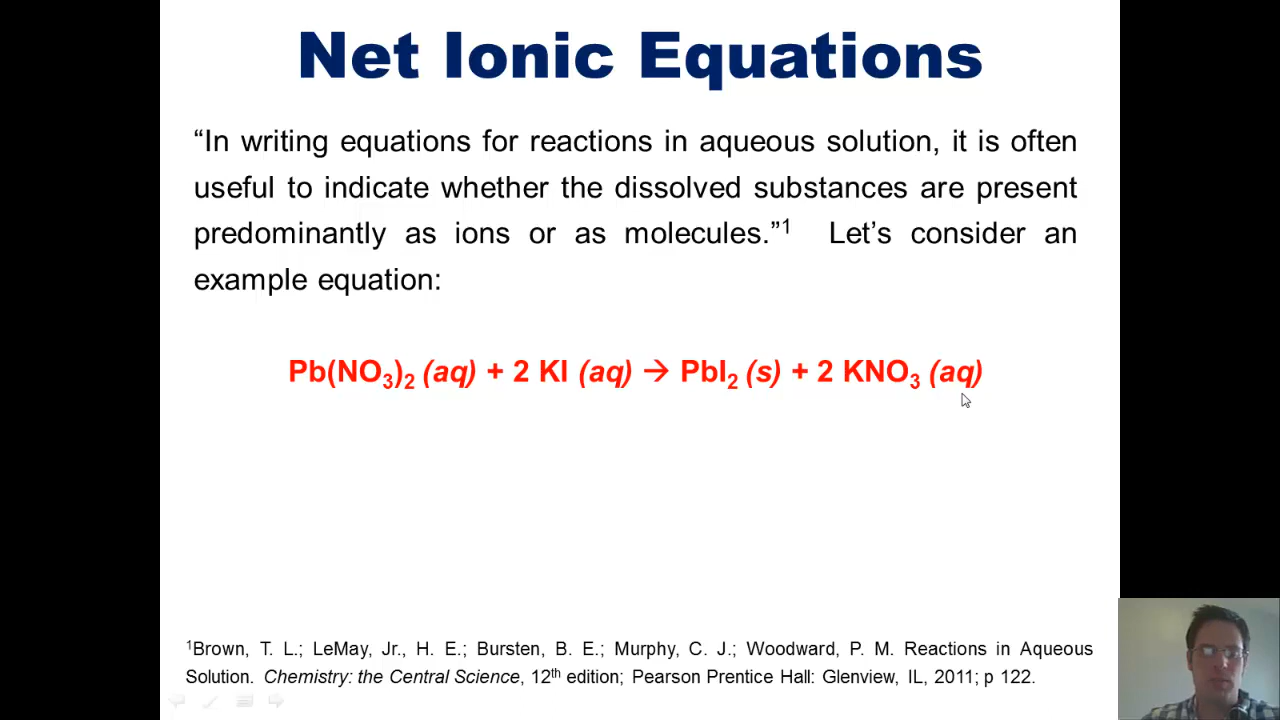 Net Ionic Equations
“In writing equations for reactions in aqueous solution, it is often
useful to indicate whether the dissolved substances are present
predominantly as ions or as molecules.”¹ Let’s consider an
example equation:
Pb(NO₃)₂ (aq) + 2 KI (aq) → PbI₂ (s) + 2 KNO₃ (aq)
¹Brown, T. L.; LeMay, Jr., H. E.; Bursten, B. E.; Murphy, C. J.; Woodward, P. M. Reactions in Aqueous
Solution. Chemistry: the Central Science, 12ᵗʰ edition; Pearson Prentice Hall: Glenview, IL, 2011; p 122.